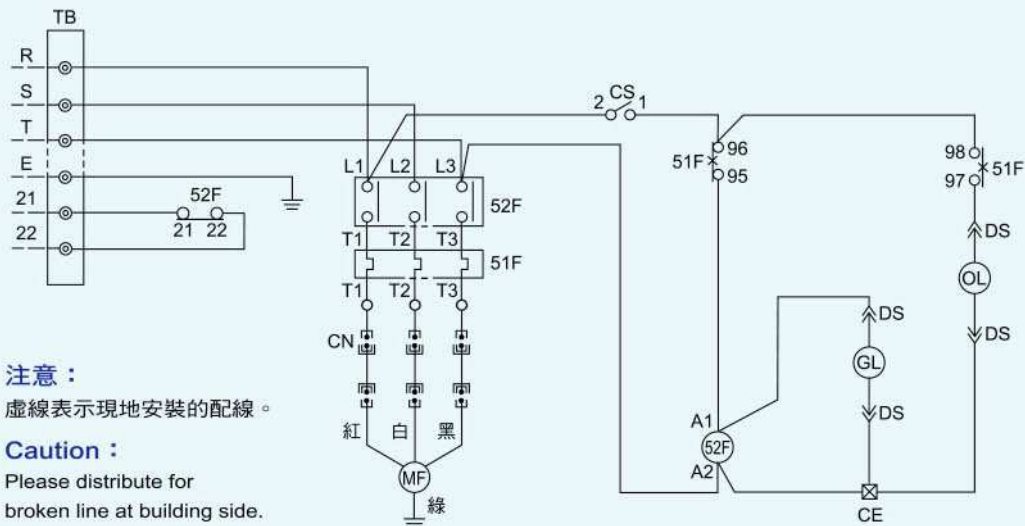 TB
R
S
T
E
21
22
52F
21 22
L1 L2 L3
52F
T1 T2 T3
51F
T1 T2 T3
CN
紅 白 黑
MF
綠
2 CS 1
51F
96
95
98
97
51F
DS
OL
DS
DS
GL
DS
A1
52F
A2
CE
注意：
虛線表示現地安裝的配線。
Caution：
Please distribute for
broken line at building side.